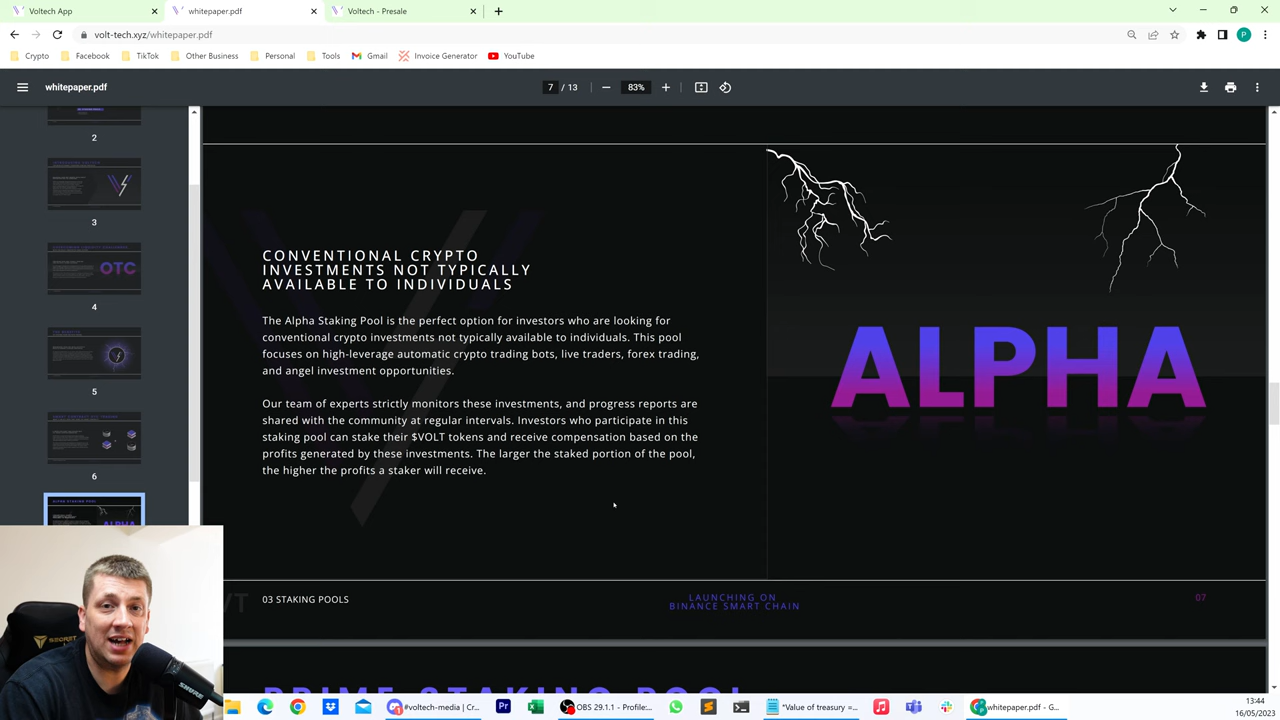 Voltech App
whitepaper.pdf
Voltech - Presale
volt-tech.xyz/whitepaper.pdf
P
Crypto
Facebook
TikTok
Other Business
Personal
Tools
Gmail
Invoice Generator
YouTube
whitepaper.pdf
7 / 13
83%
2
3
OTC
4
5
6
CONVENTIONAL CRYPTO
INVESTMENTS NOT TYPICALLY
AVAILABLE TO INDIVIDUALS
The Alpha Staking Pool is the perfect option for investors who are looking for
conventional crypto investments not typically available to individuals. This pool
focuses on high-leverage automatic crypto trading bots, live traders, forex trading,
and angel investment opportunities.
Our team of experts strictly monitors these investments, and progress reports are
shared with the community at regular intervals. Investors who participate in this
staking pool can stake their $VOLT tokens and receive compensation based on the
profits generated by these investments. The larger the staked portion of the pool,
the higher the profits a staker will receive.
ALPHA
VT
03 STAKING POOLS
LAUNCHING ON
BINANCE SMART CHAIN
07
PRIME STAKING POOL
SECRET
#voltech-media | Cr...
Pr
OBS 29.1.1 - Profile:...
*Value of treasury =...
whitepaper.pdf - G...
13:44
16/05/2023